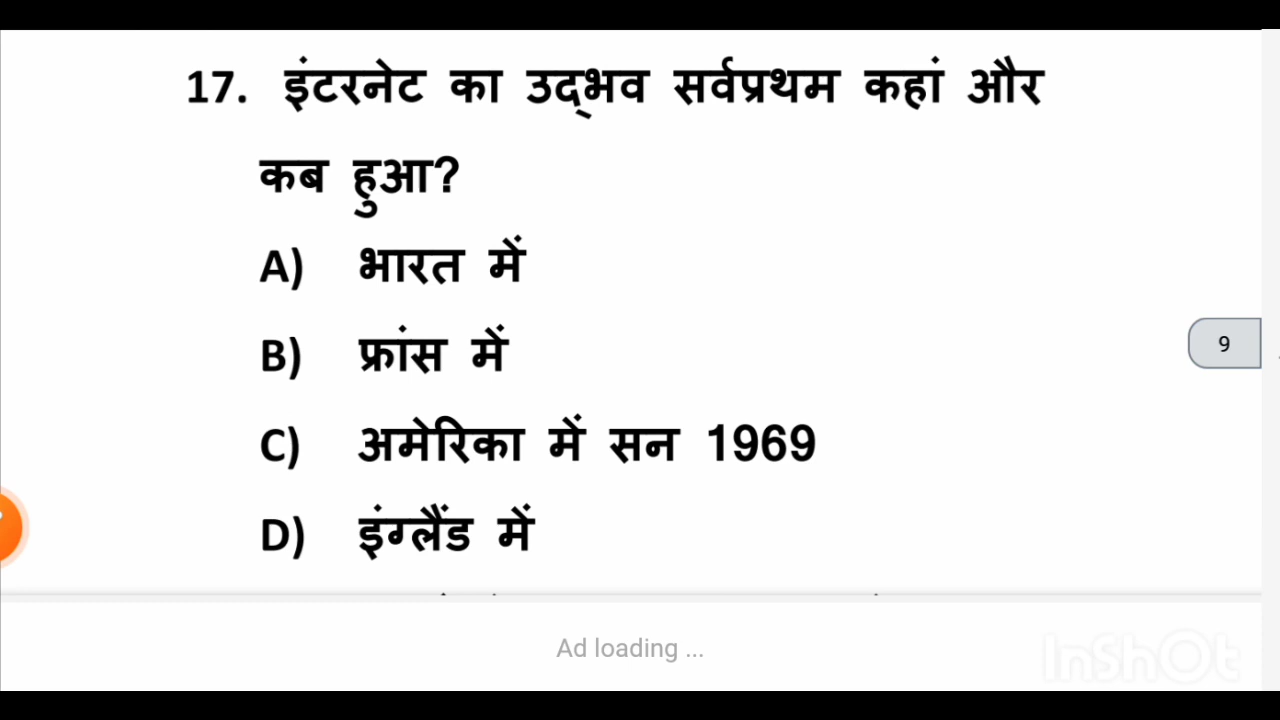 17. इंटरनेट का उद्भव सर्वप्रथम कहां और
कब हुआ?
A) भारत में
B) फ्रांस में
C) अमेरिका में सन 1969
D) इंग्लैंड में
9
Ad loading ...
InShOt